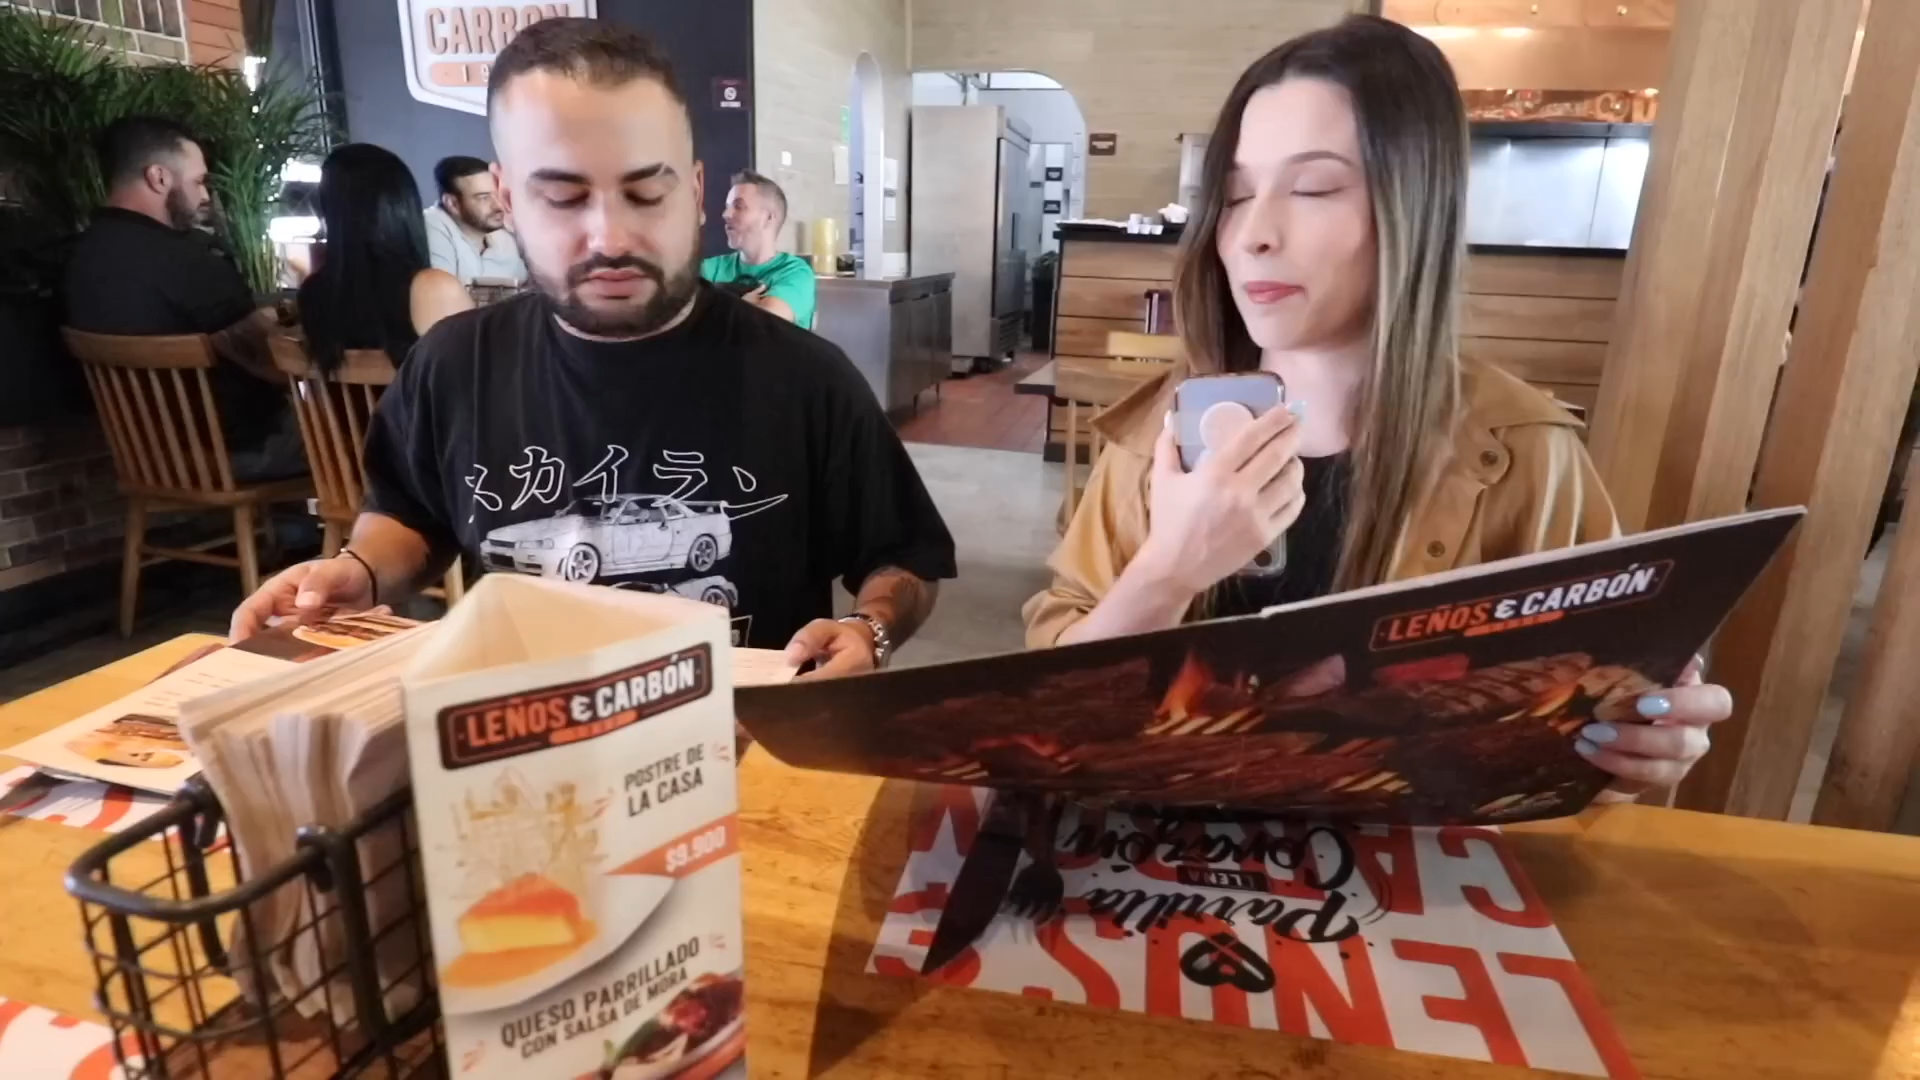 CARBÓN
スカイラン
LEÑOS & CARBÓN
LEÑOS & CARBÓN
POSTRE DE
LA CASA
$9.900
QUESO PARRILLADO
CON SALSA DE MORA
LEÑOS &
CARBÓN
Parrilla
LLENA
Corazón